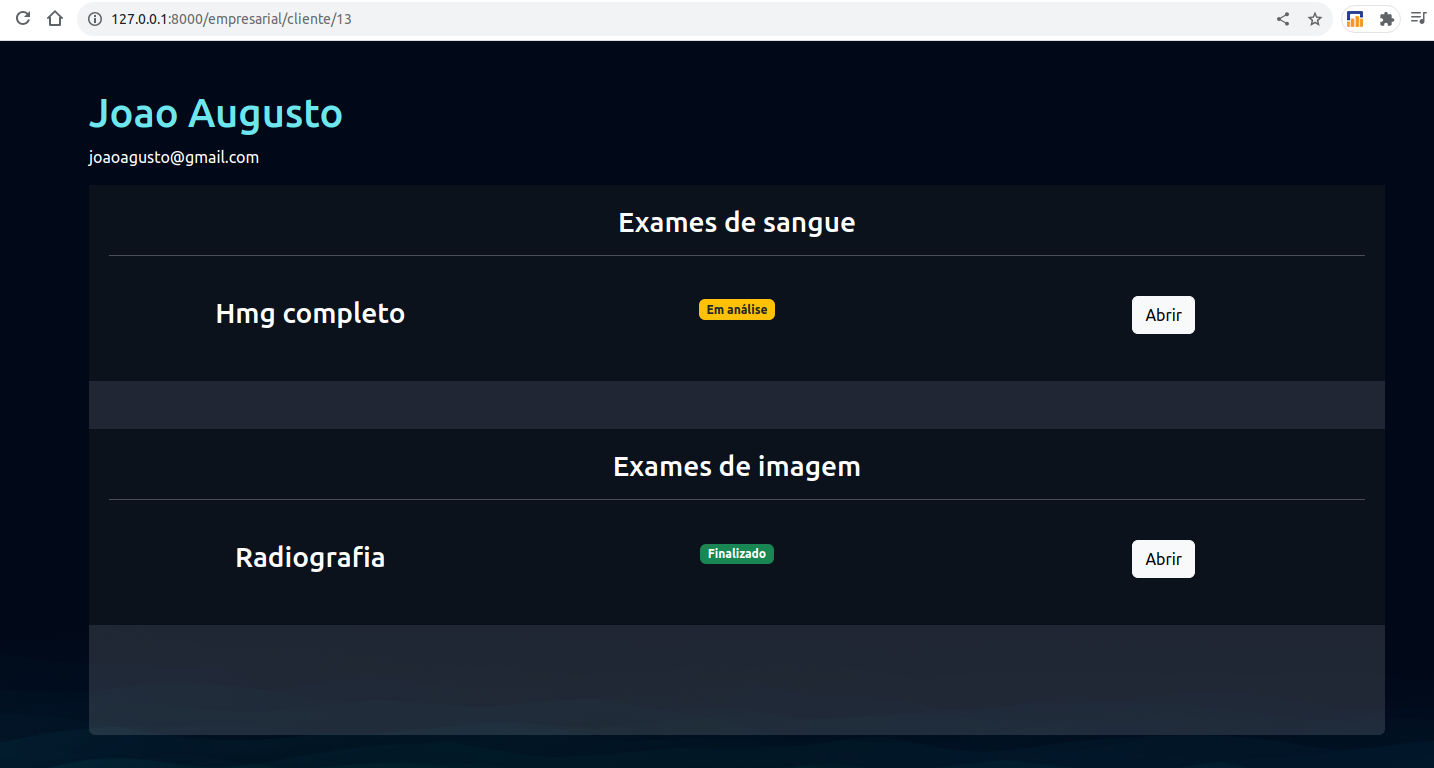 127.0.0.1:8000/empresarial/cliente/13
Joao Augusto
joaoagusto@gmail.com
Exames de sangue
Hmg completo Em análise Abrir
Exames de imagem
Radiografia Finalizado Abrir